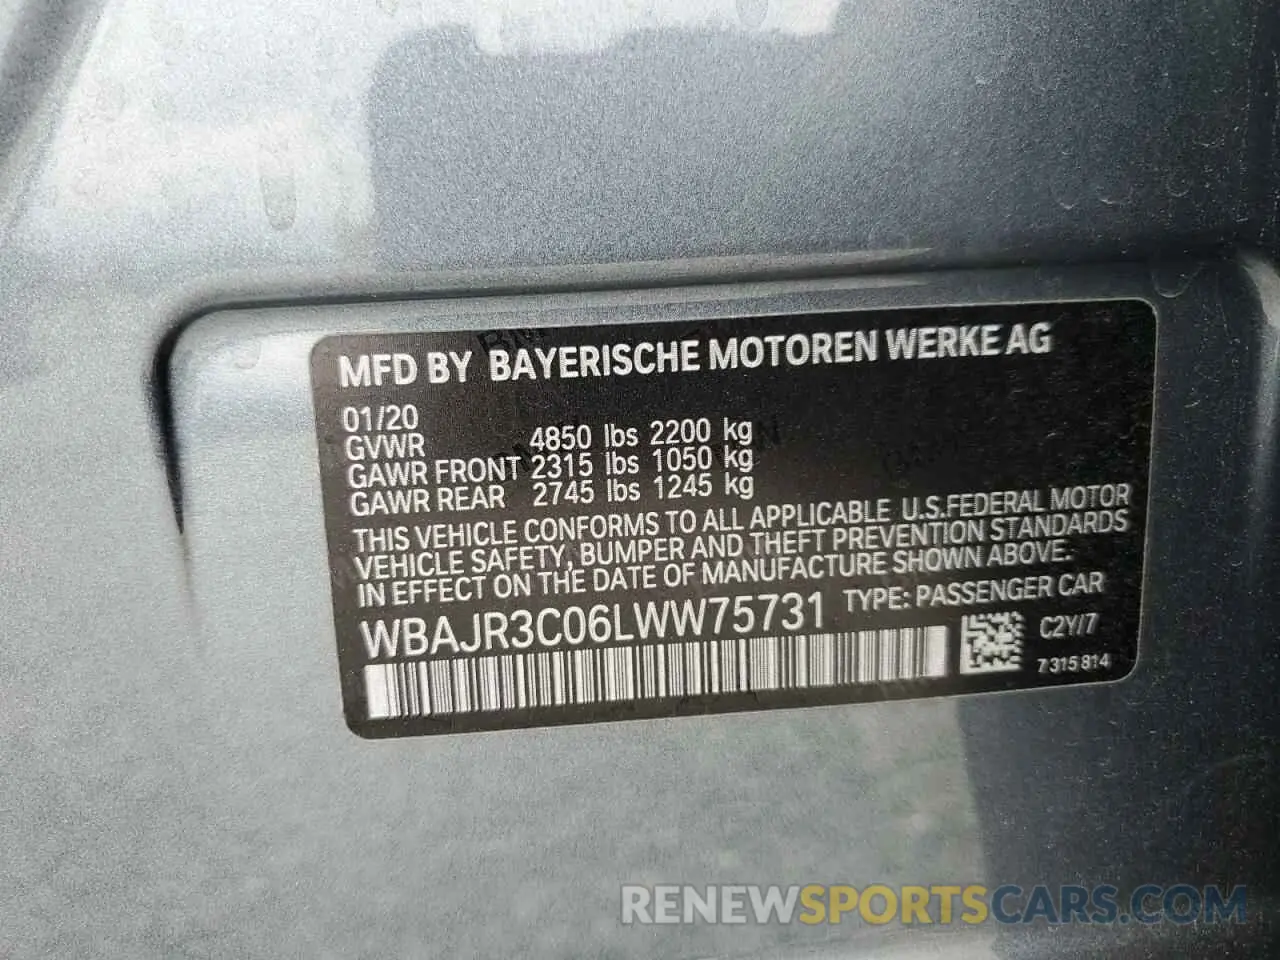 MFD BY BAYERISCHE MOTOREN WERKE AG
01/20
GVWR 4850 lbs 2200 kg
GAWR FRONT 2315 lbs 1050 kg
GAWR REAR 2745 lbs 1245 kg
THIS VEHICLE CONFORMS TO ALL APPLICABLE U.S.FEDERAL MOTOR
VEHICLE SAFETY, BUMPER AND THEFT PREVENTION STANDARDS
IN EFFECT ON THE DATE OF MANUFACTURE SHOWN ABOVE.
WBAJR3C06LWW75731 TYPE: PASSENGER CAR
C2Y/7
7315814
RENEWSPORTSCARS.COM